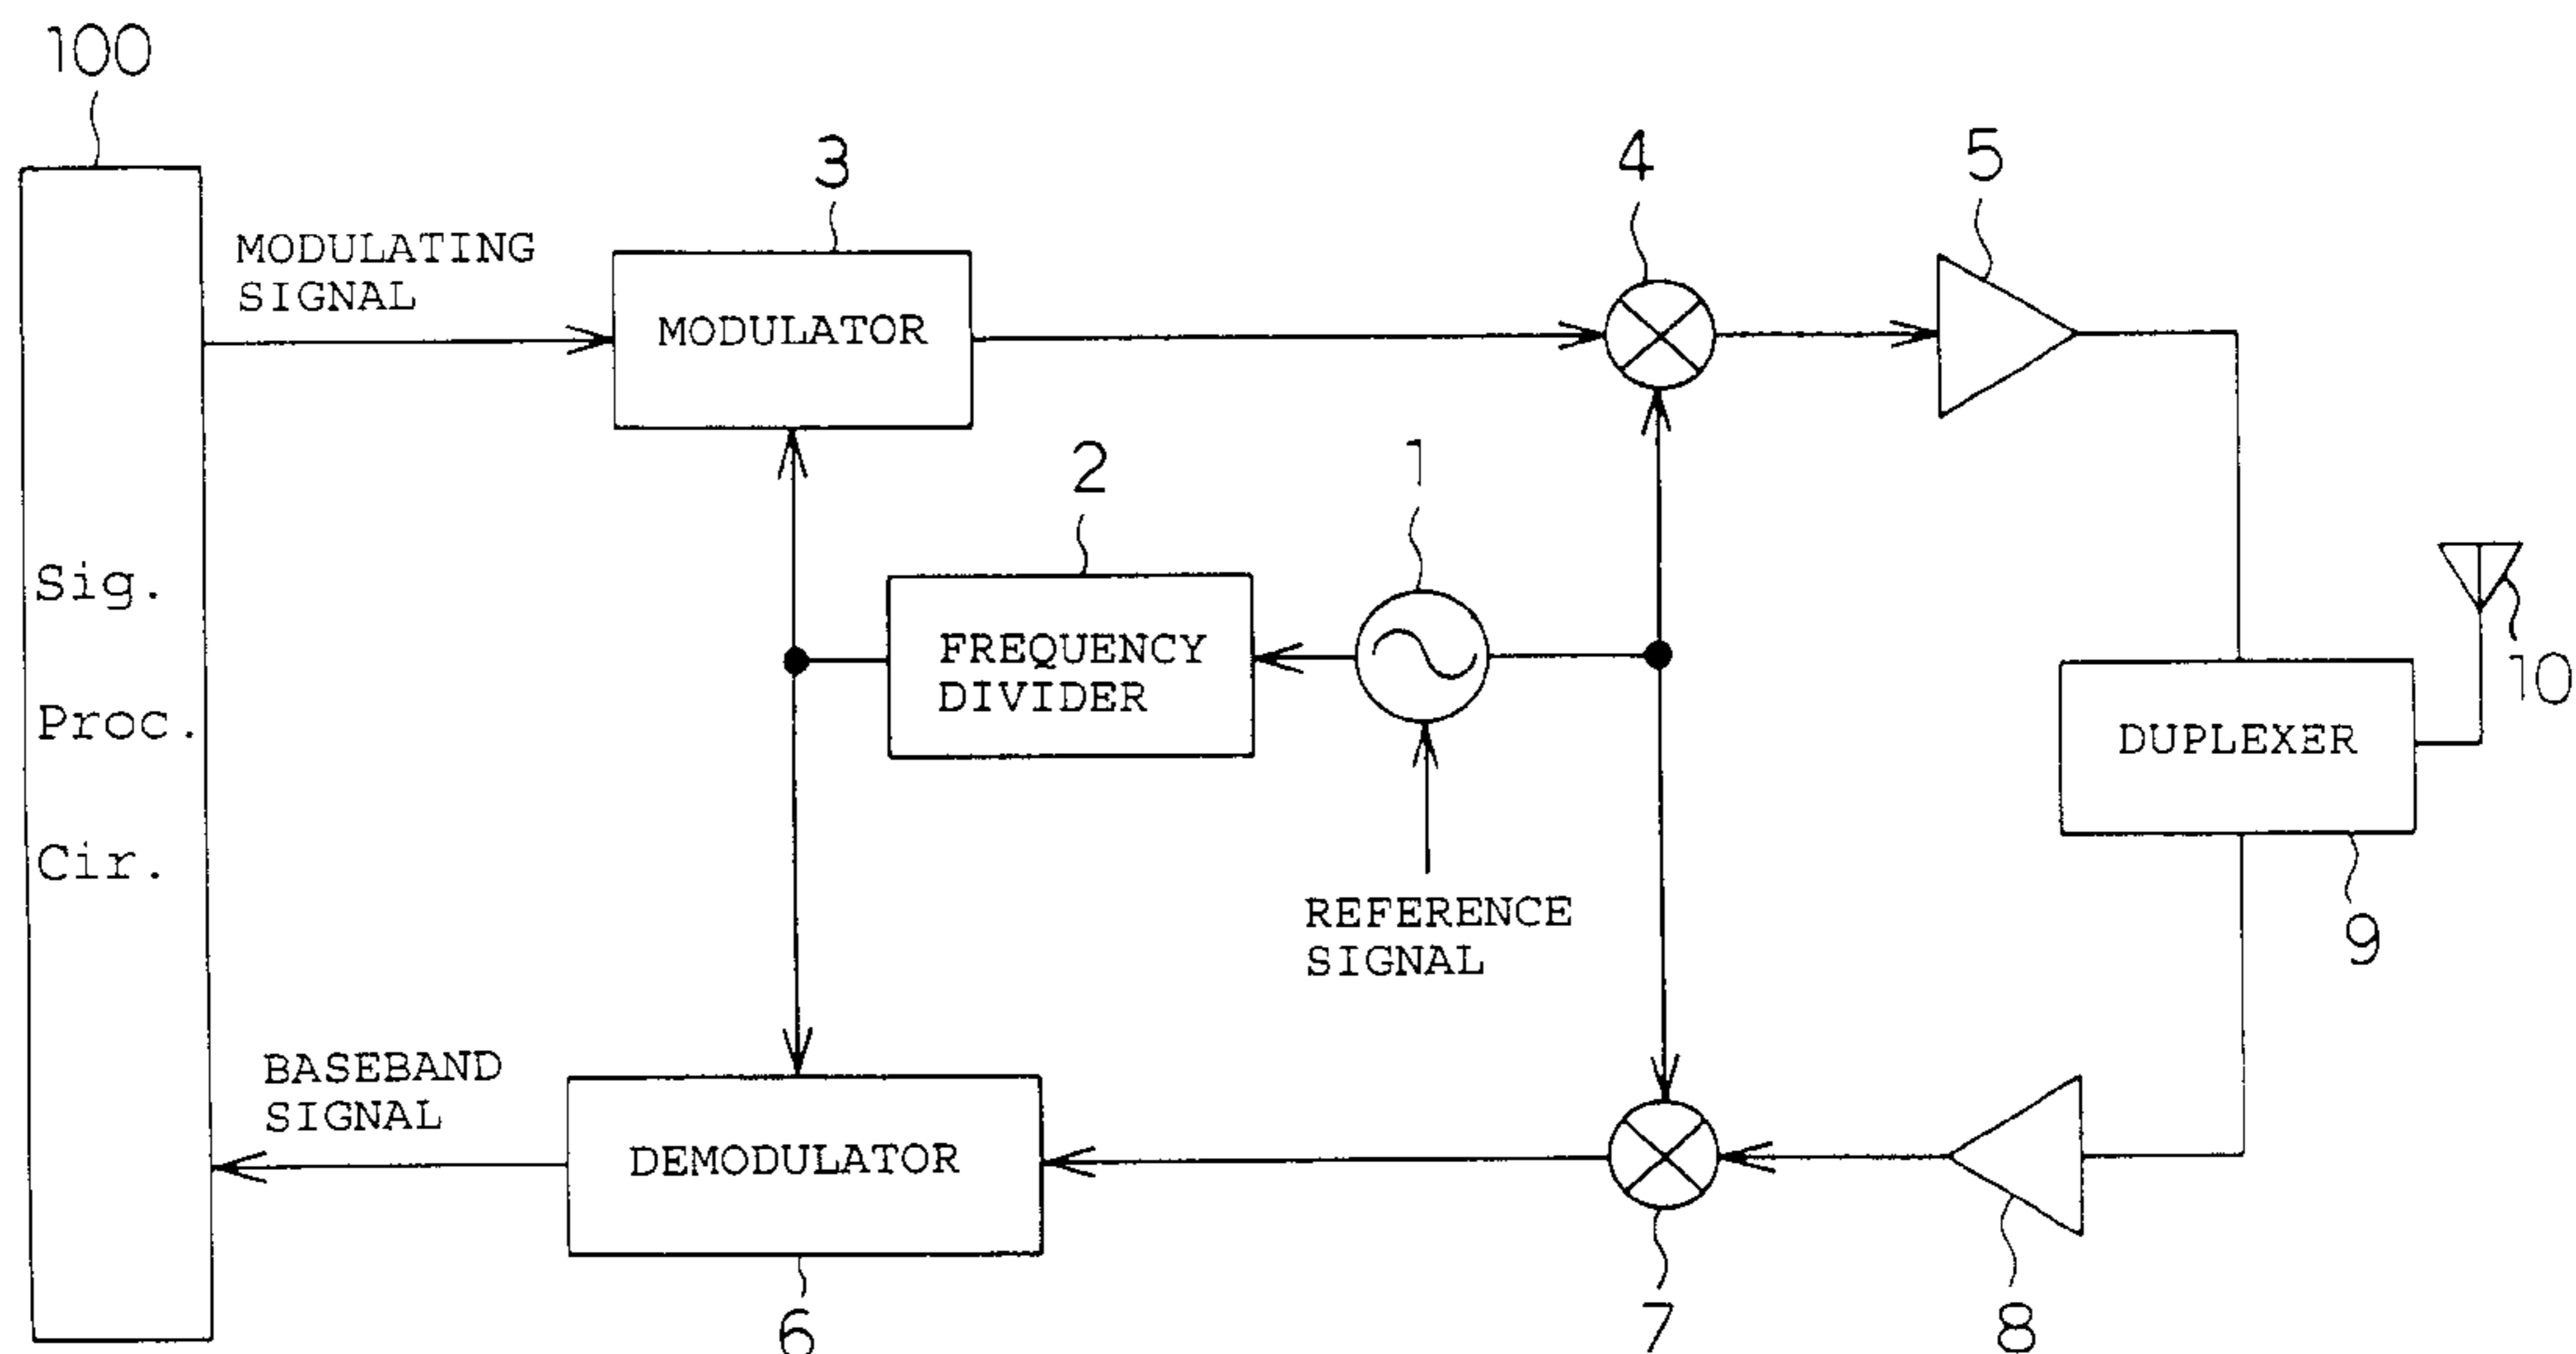 100
3
4
5
MODULATING
SIGNAL
MODULATOR
2
1
Sig.
Proc.
Cir.
FREQUENCY
DIVIDER
10
DUPLEXER
REFERENCE
SIGNAL
9
BASEBAND
SIGNAL
DEMODULATOR
6
7
8